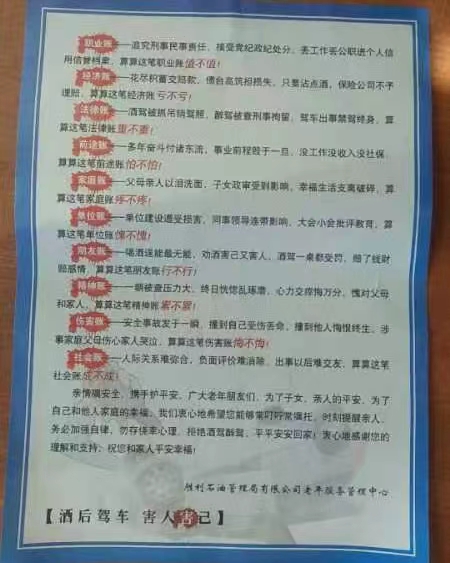 职业账——追究刑事民事责任，接受党纪政纪处分，丢工作丢公职进个人信
用信誉档案，算算这笔职业账值不值！
经济账——花尽积蓄交赔款，债台高筑担损失，只要沾点酒，保险公司不予
理赔，算算这笔经济账亏不亏！
法律账——酒驾被抓吊销驾照，醉驾被查刑事拘留，驾车出事禁驾终身，算
算这笔法律账重不重！
前途账——多年奋斗付诸东流，事业前程毁于一旦，没工作没收入没社保，
算算这笔前途账怕不怕！
家庭账——父母亲人以泪洗面，子女政审受到影响，幸福生活支离破碎，算
算这笔家庭账疼不疼！
单位账——单位建设遭受损害，同事领导连带影响，大会小会批评教育，算
算这笔单位账愧不愧！
朋友账——喝酒逞能最无能，劝酒害己又害人，酒驾一桌都受罚，赔了钱财
赔感情，算算这笔朋友账行不行！
精神账——一朝被查压力大，终日恍惚乱琢磨，心力交瘁悔万分，愧对父母
和家人，算算这笔精神账累不累！
伤害账——安全事故发于一瞬，撞到自己受伤丢命，撞到他人悔恨终生，涉
事家庭父母伤心家人哭泣，算算这笔伤害账悔不悔！
社会账——人际关系难弥合，负面评价难消除，出事以后难交友，算算这笔
社会账成不成！
亲情嘱安全，携手护平安，广大老年朋友们，为了子女、亲人的平安，为了
自己和他人家庭的幸福，我们衷心地希望您能够常叮咛常嘱托，时刻提醒亲人，
务必加强自律，勿存侥幸心理，拒绝酒驾醉驾，平平安安回家！衷心地感谢您的
理解和支持，祝您和家人平安幸福！
胜利石油管理局有限公司老年服务管理中心
【酒后驾车 害人害己】